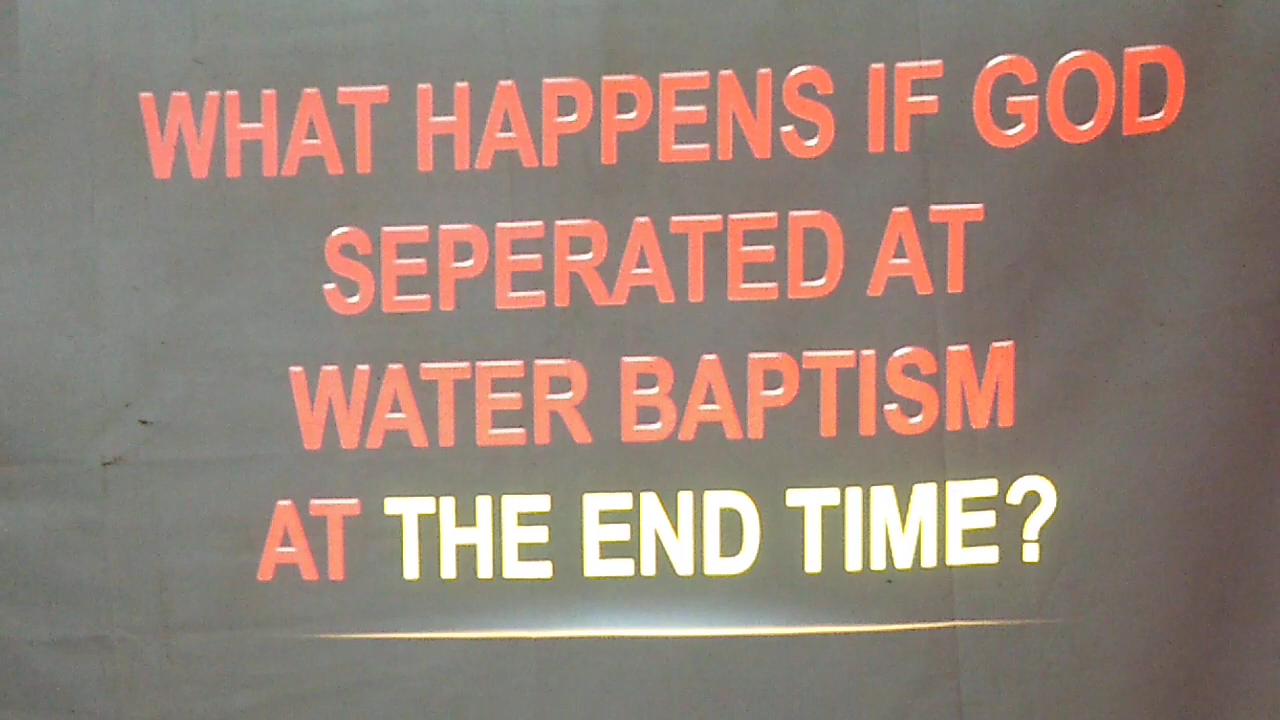 WHAT HAPPENS IF GOD
SEPERATED AT
WATER BAPTISM
AT THE END TIME?